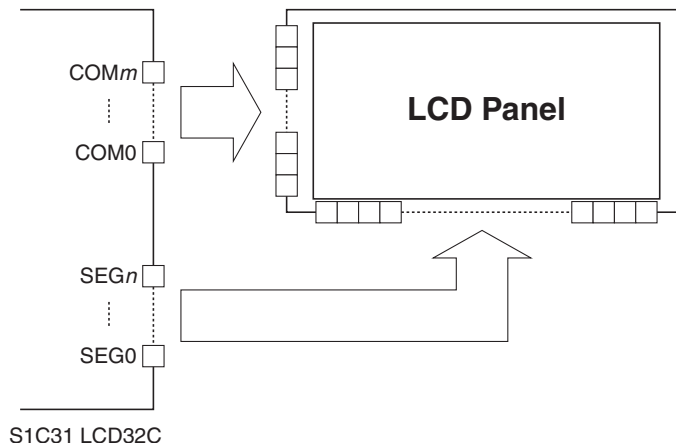 COMm
COM0
LCD Panel
SEGn
SEG0
S1C31 LCD32C